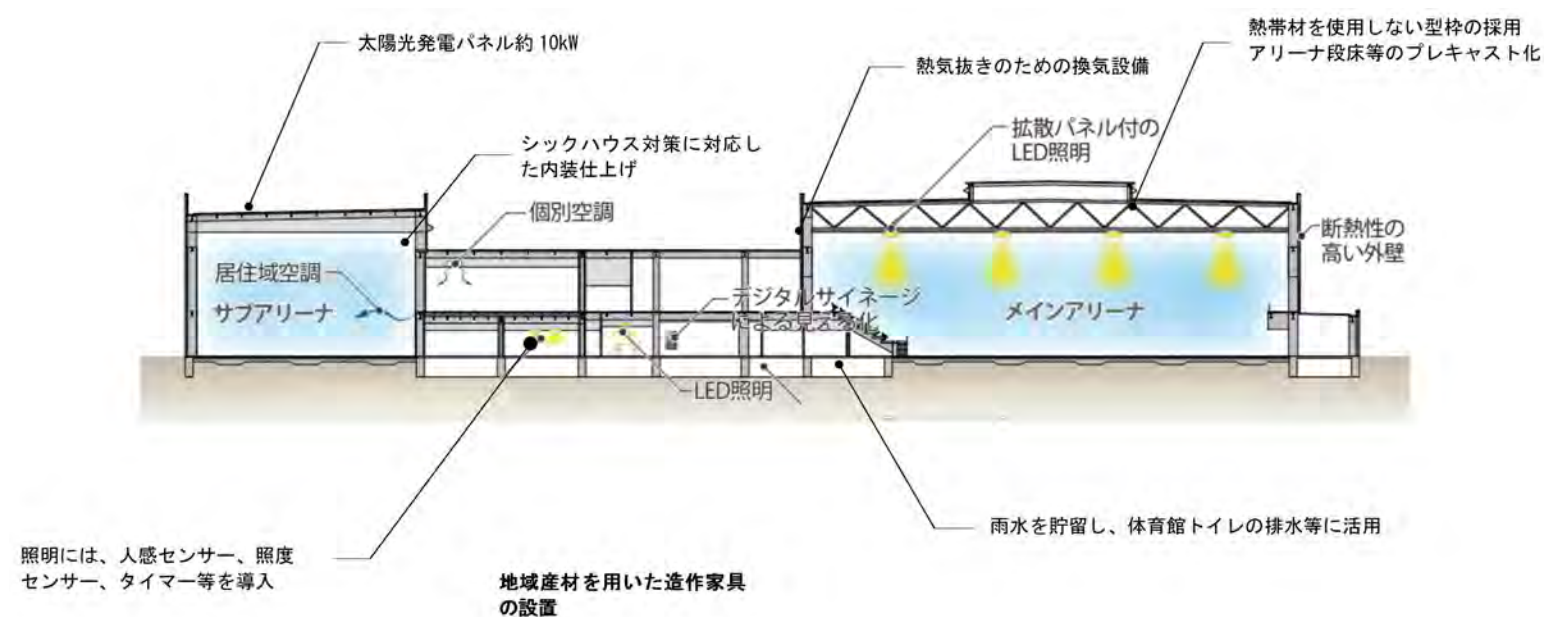 太陽光発電パネル約 10kW
熱帯材を使用しない型枠の採用
アリーナ段床等のプレキャスト化
熱気抜きのための換気設備
シックハウス対策に対応し
た内装仕上げ
拡散パネル付の
LED照明
個別空調
断熱性の
高い外壁
居住域空調
サブアリーナ
デジタルサイネージ
による見える化
メインアリーナ
LED照明
雨水を貯留し、体育館トイレの排水等に活用
照明には、人感センサー、照度
センサー、タイマー等を導入
地域産材を用いた造作家具
の設置